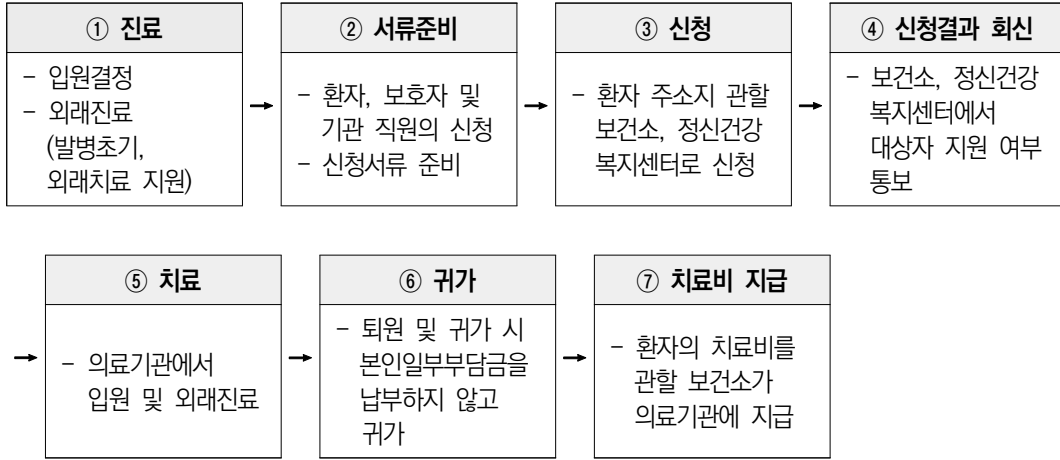 ① 진료
- 입원결정
- 외래진료
(발병초기,
외래치료 지원)
② 서류준비
- 환자, 보호자 및
기관 직원의 신청
- 신청서류 준비
③ 신청
- 환자 주소지 관할
보건소, 정신건강
복지센터로 신청
④ 신청결과 회신
- 보건소, 정신건강
복지센터에서
대상자 지원 여부
통보
⑤ 치료
- 의료기관에서
입원 및 외래진료
⑥ 귀가
- 퇴원 및 귀가 시
본인일부부담금을
납부하지 않고
귀가
⑦ 치료비 지급
- 환자의 치료비를
관할 보건소가
의료기관에 지급